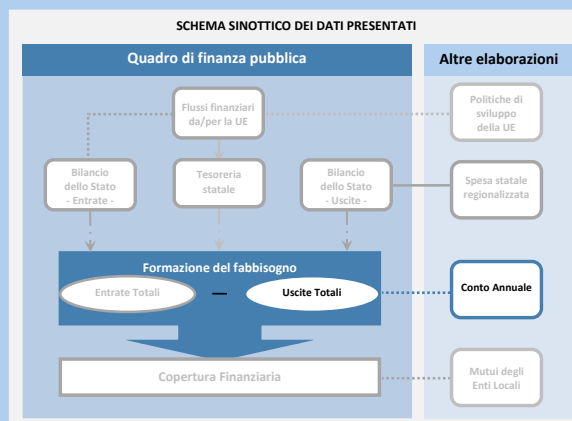 SCHEMA SINOTTICO DEI DATI PRESENTATI
Quadro di finanza pubblica
Altre elaborazioni
Flussi finanziari
da/per la UE
Politiche di
sviluppo
della UE
Bilancio
dello Stato
- Entrate -
Tesoreria
statale
Bilancio
dello Stato
- Uscite -
Spesa statale
regionalizzata
Formazione del fabbisogno
Entrate Totali
—
Uscite Totali
Conto Annuale
Copertura Finanziaria
Mutui degli
Enti Locali